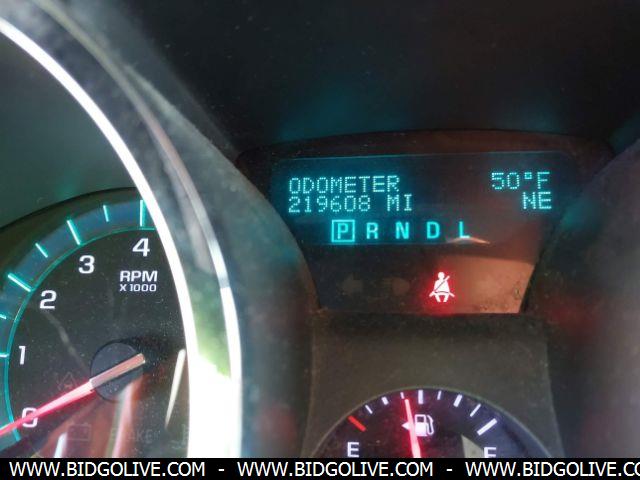 ODOMETER 50°F
219608 MI NE
P R N D L
4
3
RPM
X1000
2
1
0
E F
WWW.BIDGOLIVE.COM - WWW.BIDGOLIVE.COM - WWW.BIDGOLIVE.COM